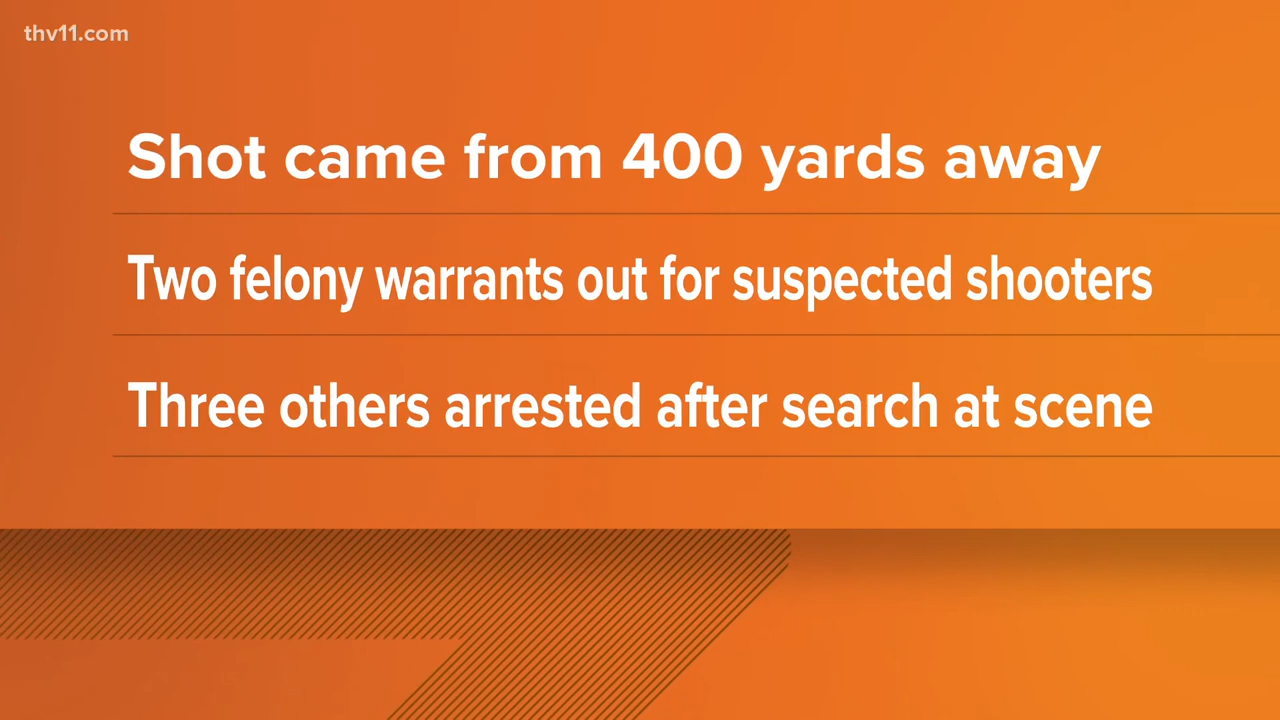 thv11.com
Shot came from 400 yards away
Two felony warrants out for suspected shooters
Three others arrested after search at scene